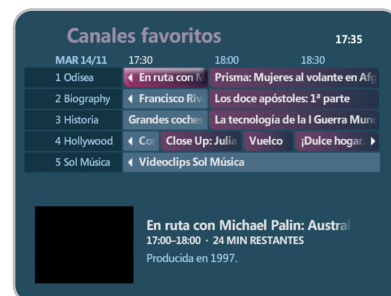 Canales favoritos 17:35
MAR 14/11 17:30 18:00 18:30
1 Odisea En ruta con Prisma: Mujeres al volante en Afg
2 Biography Francisco Prisma Los doce apóstoles: 1ª parte
3 Historia Grandes coches La tecnología de la I Guerra
4 Hollywood Close Up: Julia Vuelco ¡Dulce hogar
5 Sol Música Videoclips Sol Música
En ruta con Michael Palin: Austral
17:00–18:00 · 24 MIN RESTANTES
Producida en 1997.